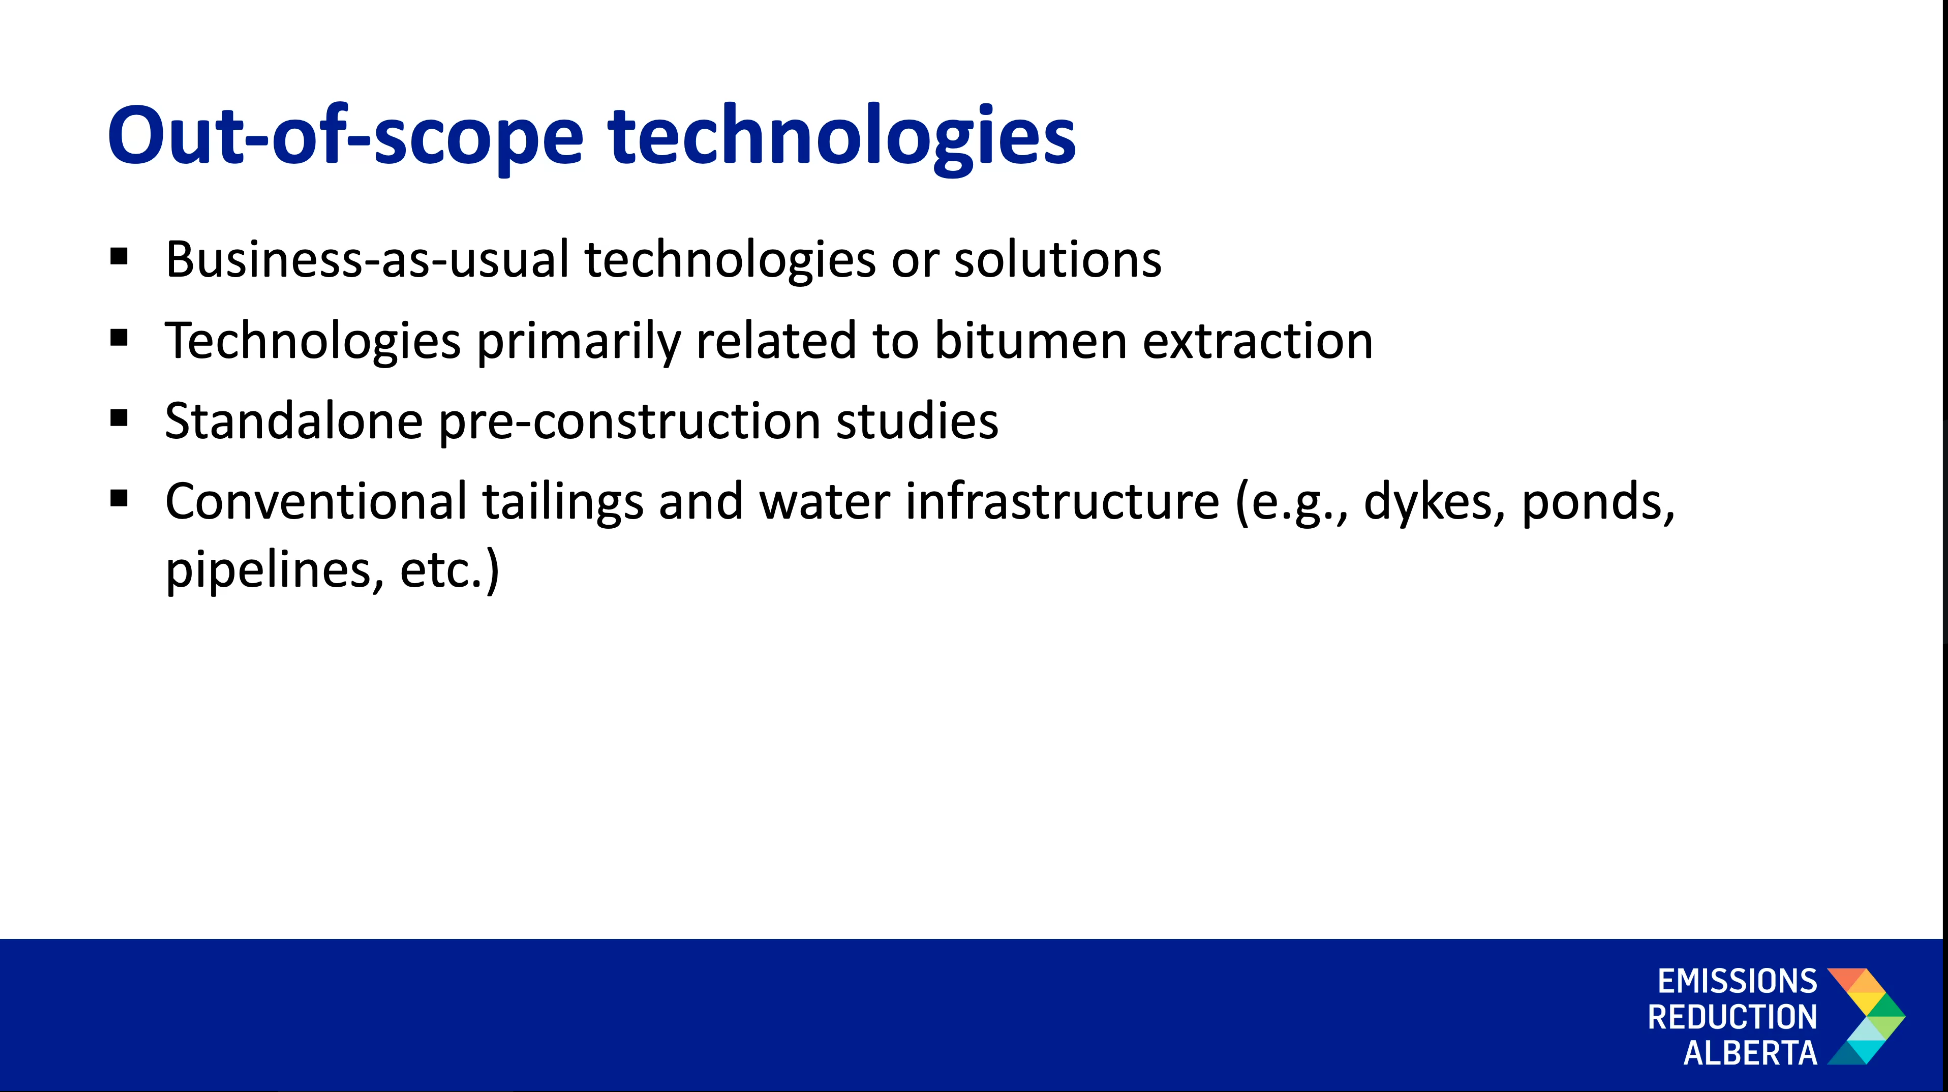 Out-of-scope technologies
▪ Business-as-usual technologies or solutions
▪ Technologies primarily related to bitumen extraction
▪ Standalone pre-construction studies
▪ Conventional tailings and water infrastructure (e.g., dykes, ponds,
pipelines, etc.)
EMISSIONS
REDUCTION
ALBERTA